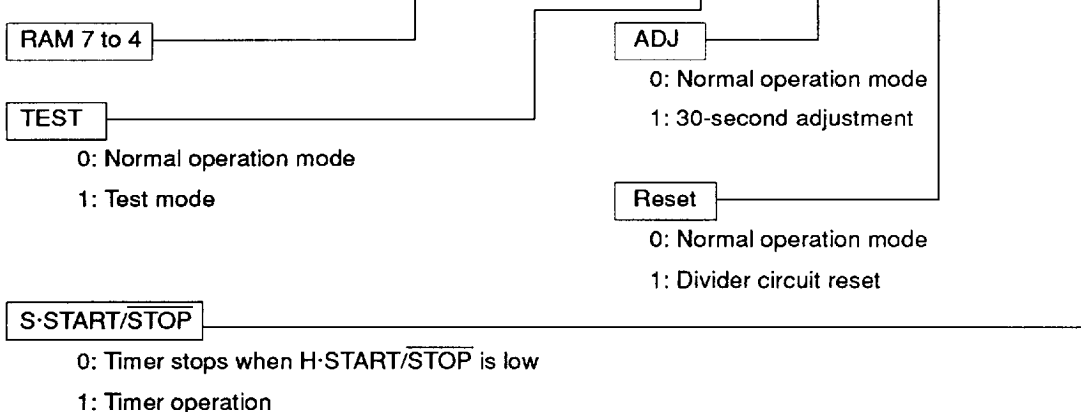 RAM 7 to 4
ADJ
0: Normal operation mode
1: 30-second adjustment
TEST
0: Normal operation mode
1: Test mode
Reset
0: Normal operation mode
1: Divider circuit reset
S·START/STOP
0: Timer stops when H·START/STOP is low
1: Timer operation